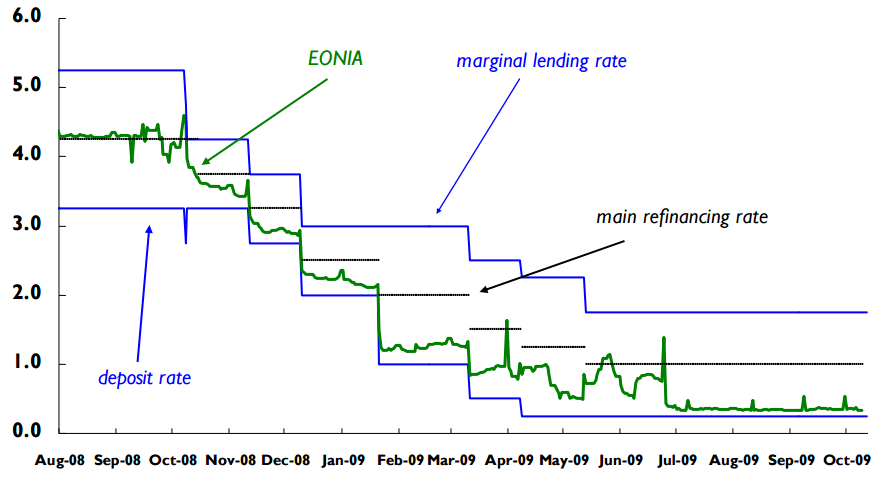 6.0
EONIA
marginal lending rate
5.0
4.0
3.0
main refinancing rate
2.0
1.0
deposit rate
0.0
Aug-08 Sep-08 Oct-08 Nov-08 Dec-08 Jan-09 Feb-09 Mar-09 Apr-09 May-09 Jun-09 Jul-09 Aug-09 Sep-09 Oct-09